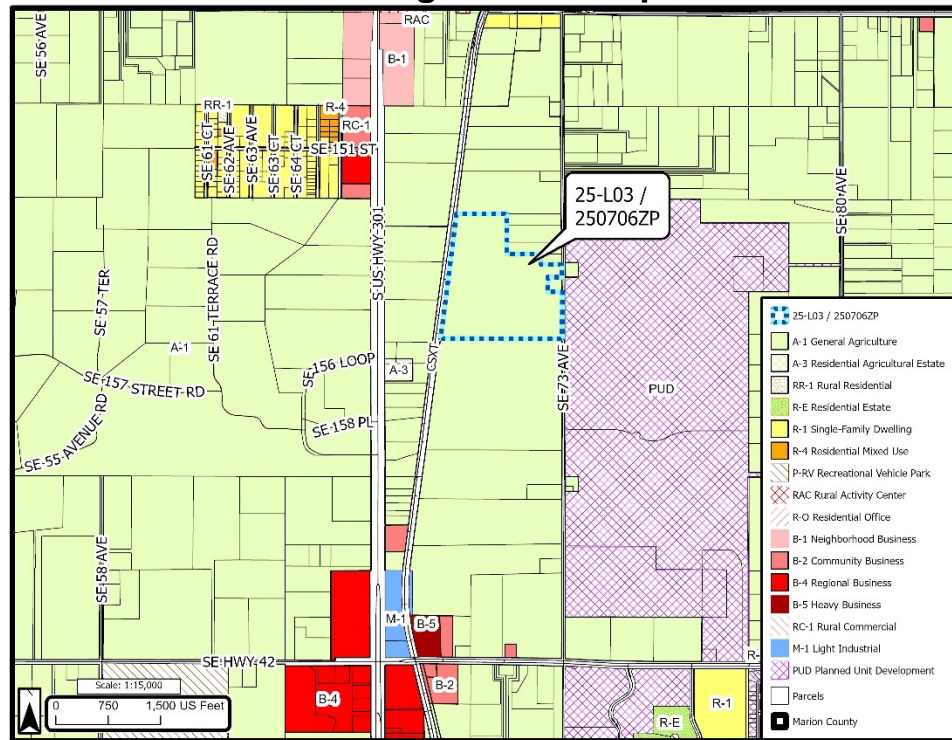 RAC
SE 56 AVE
B-1
RR-1
R-4
RC-1
SE 61 CT
SE 62 AVE
SE 63 AVE
SE 63 CT
SE 64 CT
SE 151 ST
25-L03 /
250706ZP
SE 80 AVE
S US HWY 301
SE 57 TER
SE 61 TERRACE RD
A-1
SE 156 LOOP
A-3
CSXT
SE 73 AVE
PUD
SE 157 STREET RD
SE 158 PL
SE 55 AVENUE RD
SE 58 AVE
M-1
B-5
SE HWY 42
R-
B-4
B-2
R-E
R-1
Scale: 1:15,000
0 750 1,500 US Feet
25-L03 / 250706ZP
A-1 General Agriculture
A-3 Residential Agricultural Estate
RR-1 Rural Residential
R-E Residential Estate
R-1 Single-Family Dwelling
R-4 Residential Mixed Use
P-RV Recreational Vehicle Park
RAC Rural Activity Center
R-O Residential Office
B-1 Neighborhood Business
B-2 Community Business
B-4 Regional Business
B-5 Heavy Business
RC-1 Rural Commercial
M-1 Light Industrial
PUD Planned Unit Development
Parcels
Marion County